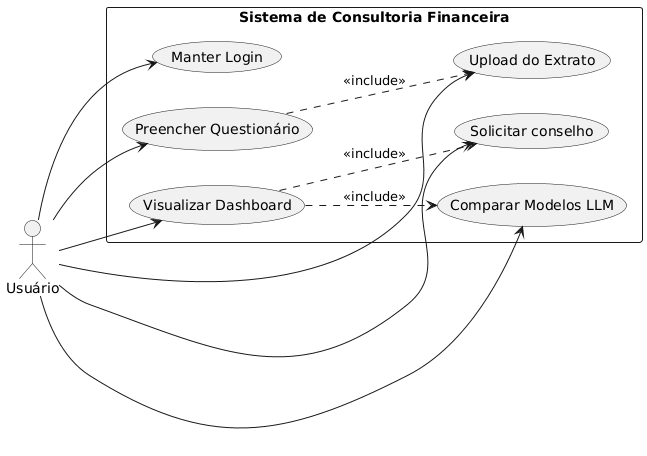 Sistema de Consultoria Financeira
Manter Login
Upload do Extrato
«include»
Preencher Questionário
Solicitar conselho
«include»
Visualizar Dashboard
«include»
Comparar Modelos LLM
Usuário